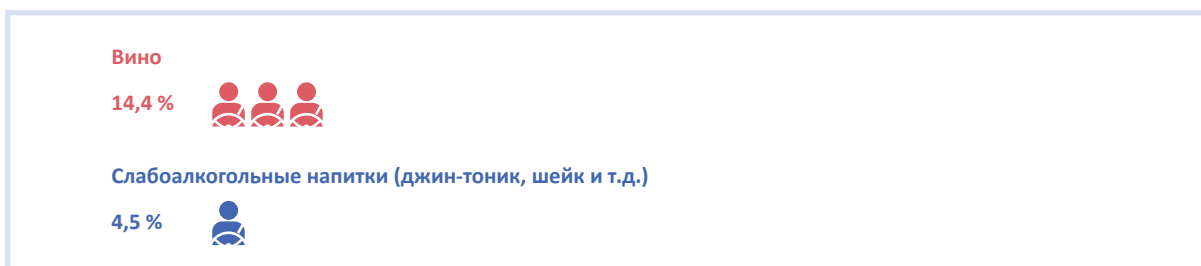 Вино
14,4 %
Слабоалкогольные напитки (джин-тоник, шейк и т.д.)
4,5 %